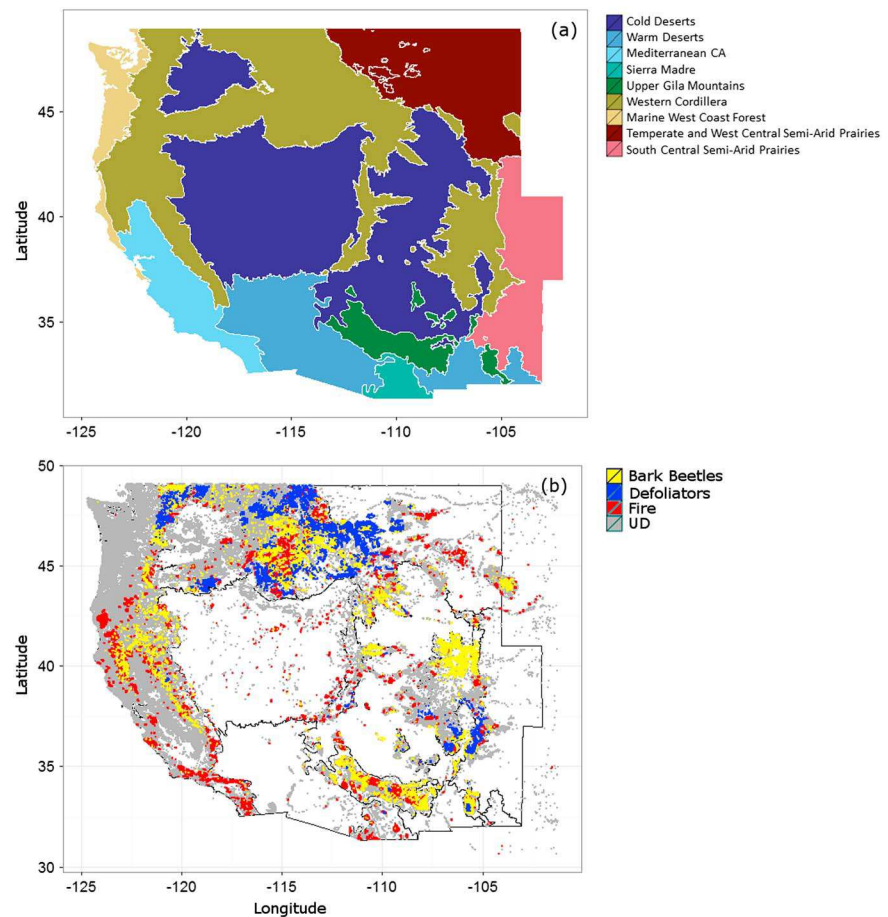 (a)
Latitude
45
40
35
-125
-120
-115
-110
-105
Cold Deserts
Warm Deserts
Mediterranean CA
Sierra Madre
Upper Gila Mountains
Western Cordillera
Marine West Coast Forest
Temperate and West Central Semi-Arid Prairies
South Central Semi-Arid Prairies
(b)
Latitude
50
45
40
35
30
-125
-120
-115
-110
-105
Longitude
Bark Beetles
Defoliators
Fire
UD